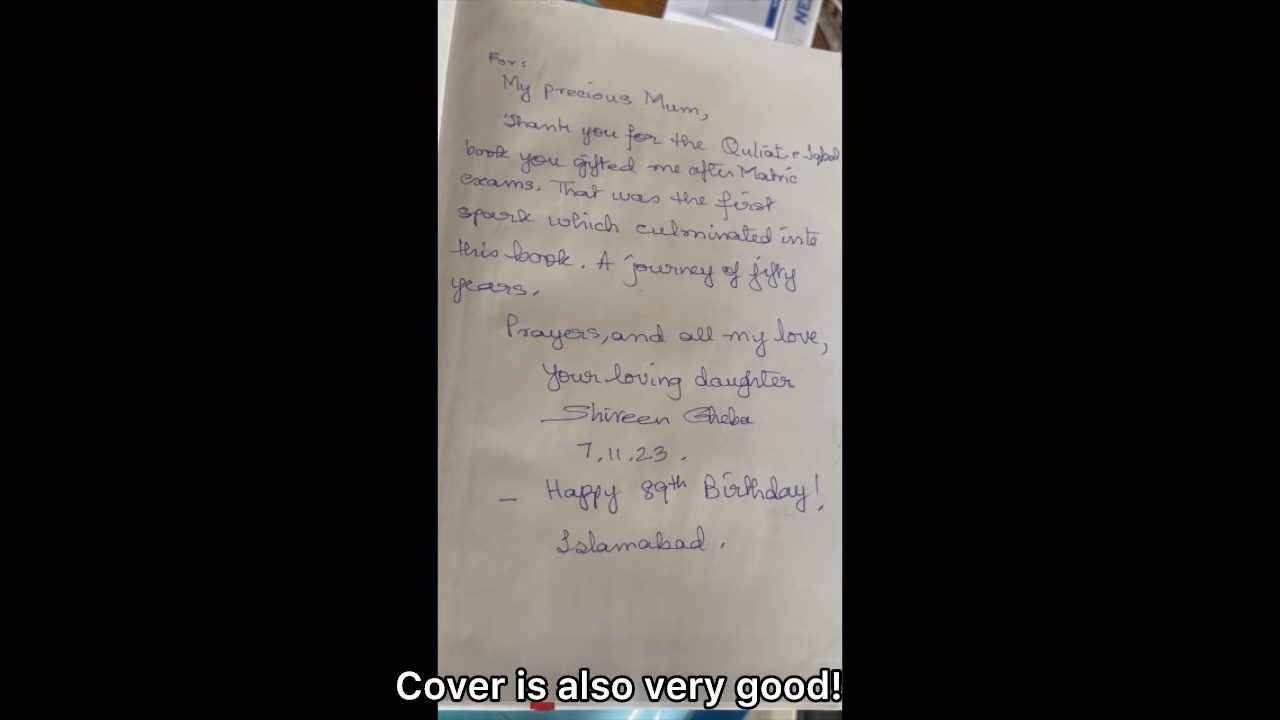 For:
My precious Mum,
Thank you for the Quliat e Iqbal
book you gifted me after Matric
exams. That was the first
spark which culminated into
this book. A journey of fifty
years.
Prayers, and all my love,
Your loving daughter
Shireen Gheba
7.11.23.
- Happy 89th Birthday!
Islamabad.
Cover is also very good!